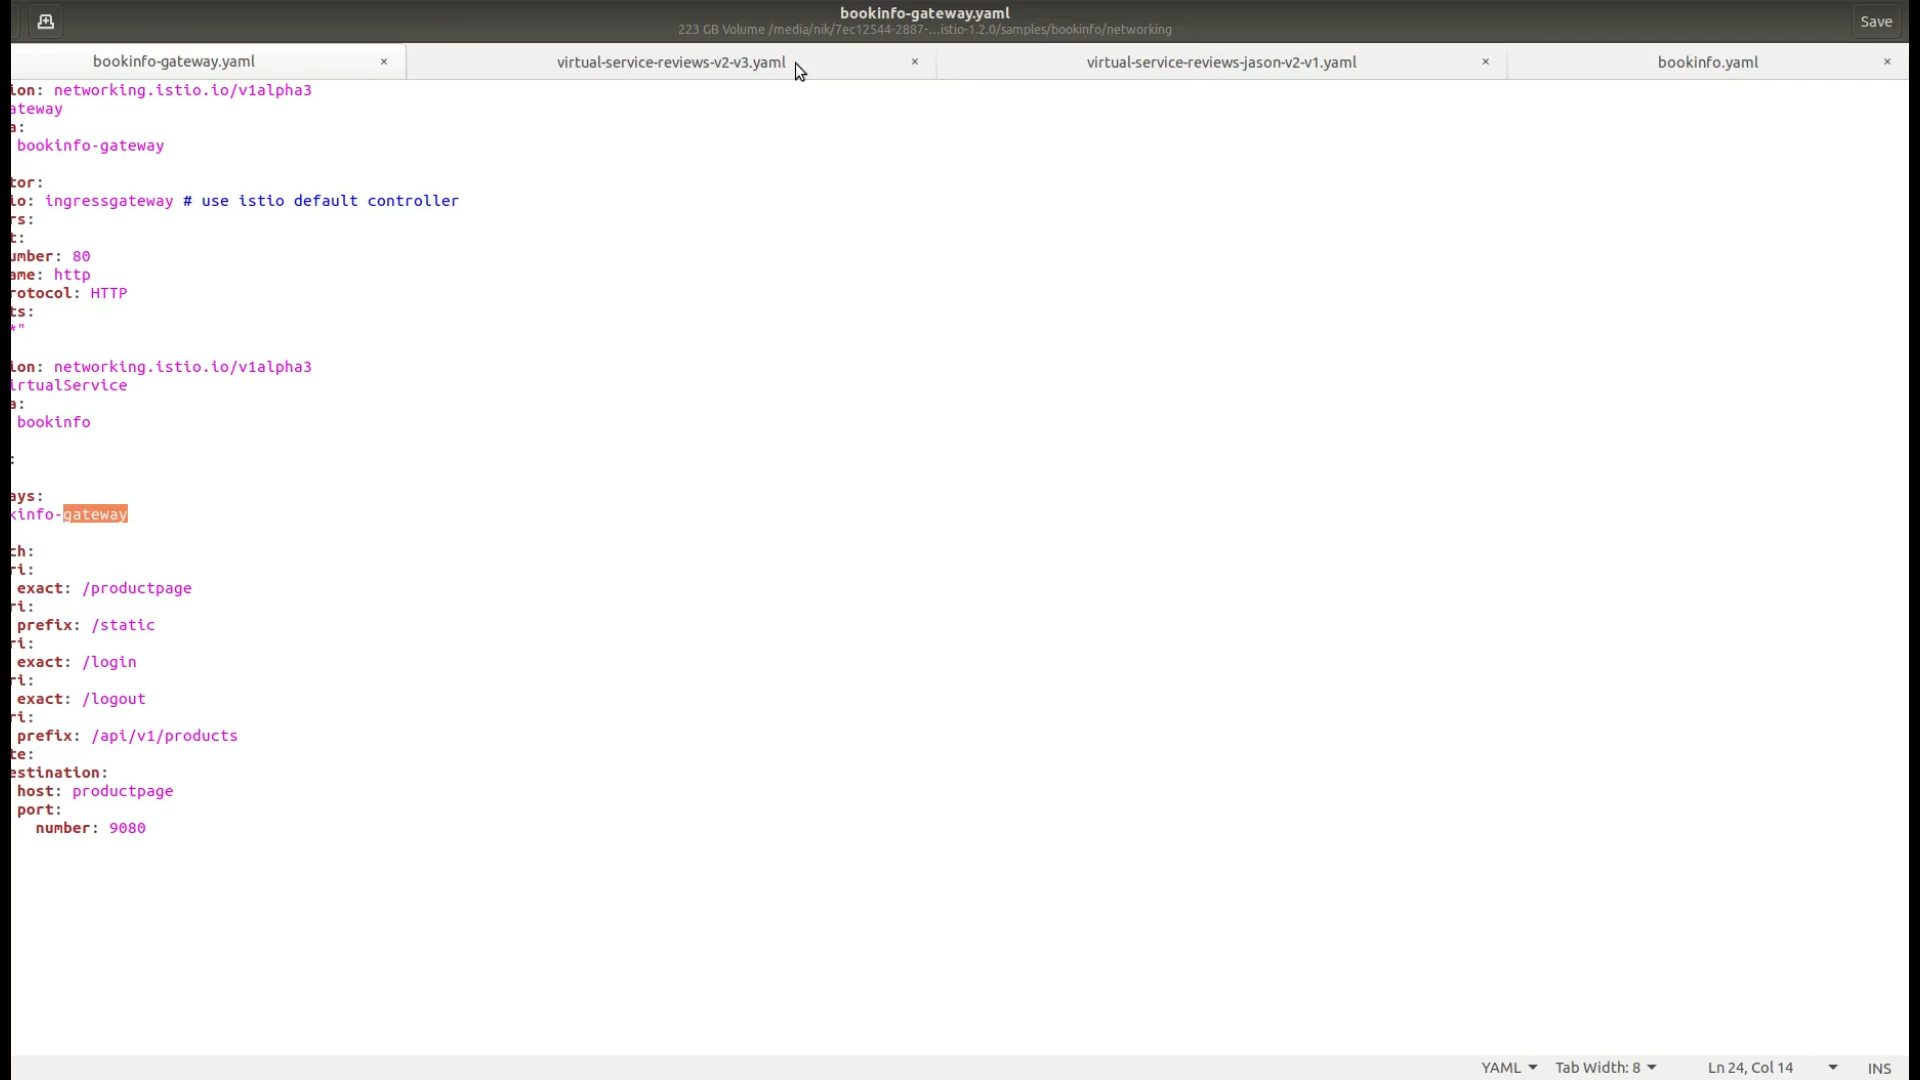 bookinfo-gateway.yaml
223 GB Volume /media/nik/7ec12544-2887-...istio-1.2.0/samples/bookinfo/networking
Save
bookinfo-gateway.yaml × virtual-service-reviews-v2-v3.yaml × virtual-service-reviews-jason-v2-v1.yaml × bookinfo.yaml ×
ion: networking.istio.io/v1alpha3
ateway
a:
bookinfo-gateway
tor:
io: ingressgateway # use istio default controller
rs:
t:
umber: 80
ame: http
rotocol: HTTP
ts:
*"
ion: networking.istio.io/v1alpha3
irtualService
a:
bookinfo
:
ays:
kinfo-gateway
ch:
ri:
exact: /productpage
ri:
prefix: /static
ri:
exact: /login
ri:
exact: /logout
ri:
prefix: /api/v1/products
te:
estination:
host: productpage
port:
number: 9080
YAML Tab Width: 8 Ln 24, Col 14 INS